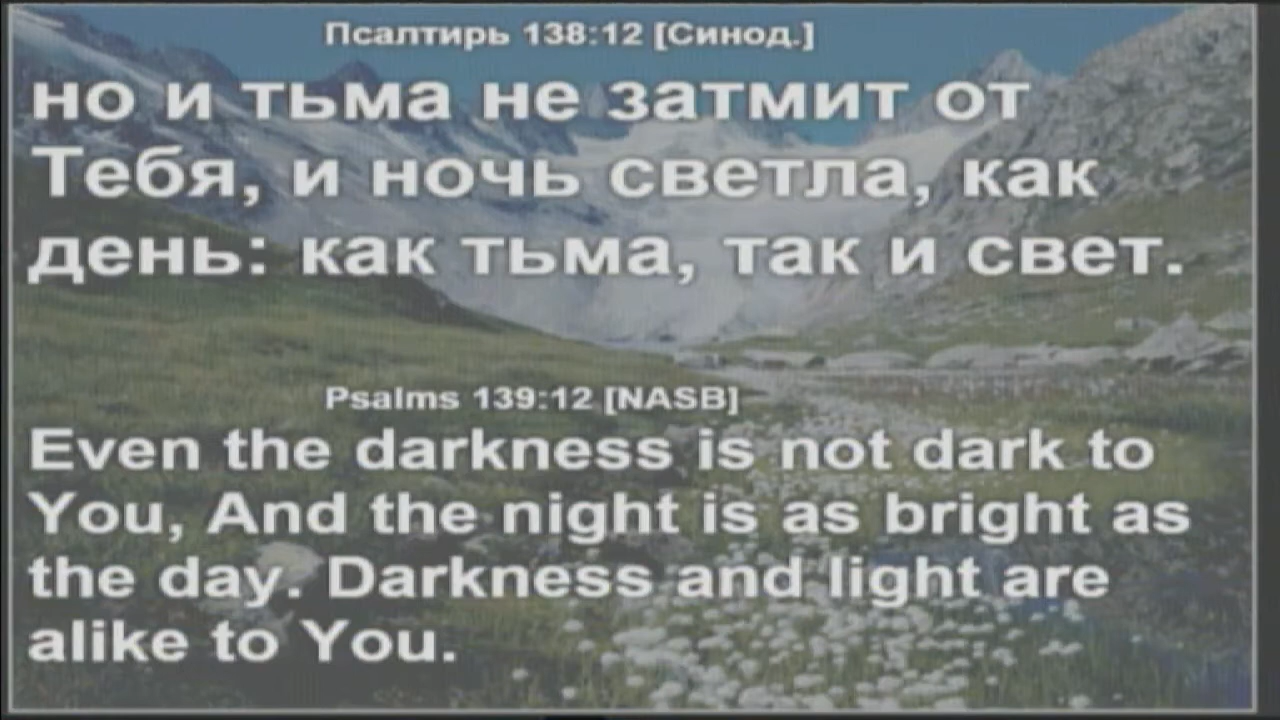 Псалтирь 138:12 [Синод.]
но и тьма не затмит от
Тебя, и ночь светла, как
день: как тьма, так и свет.
Psalms 139:12 [NASB]
Even the darkness is not dark to
You, And the night is as bright as
the day. Darkness and light are
alike to You.